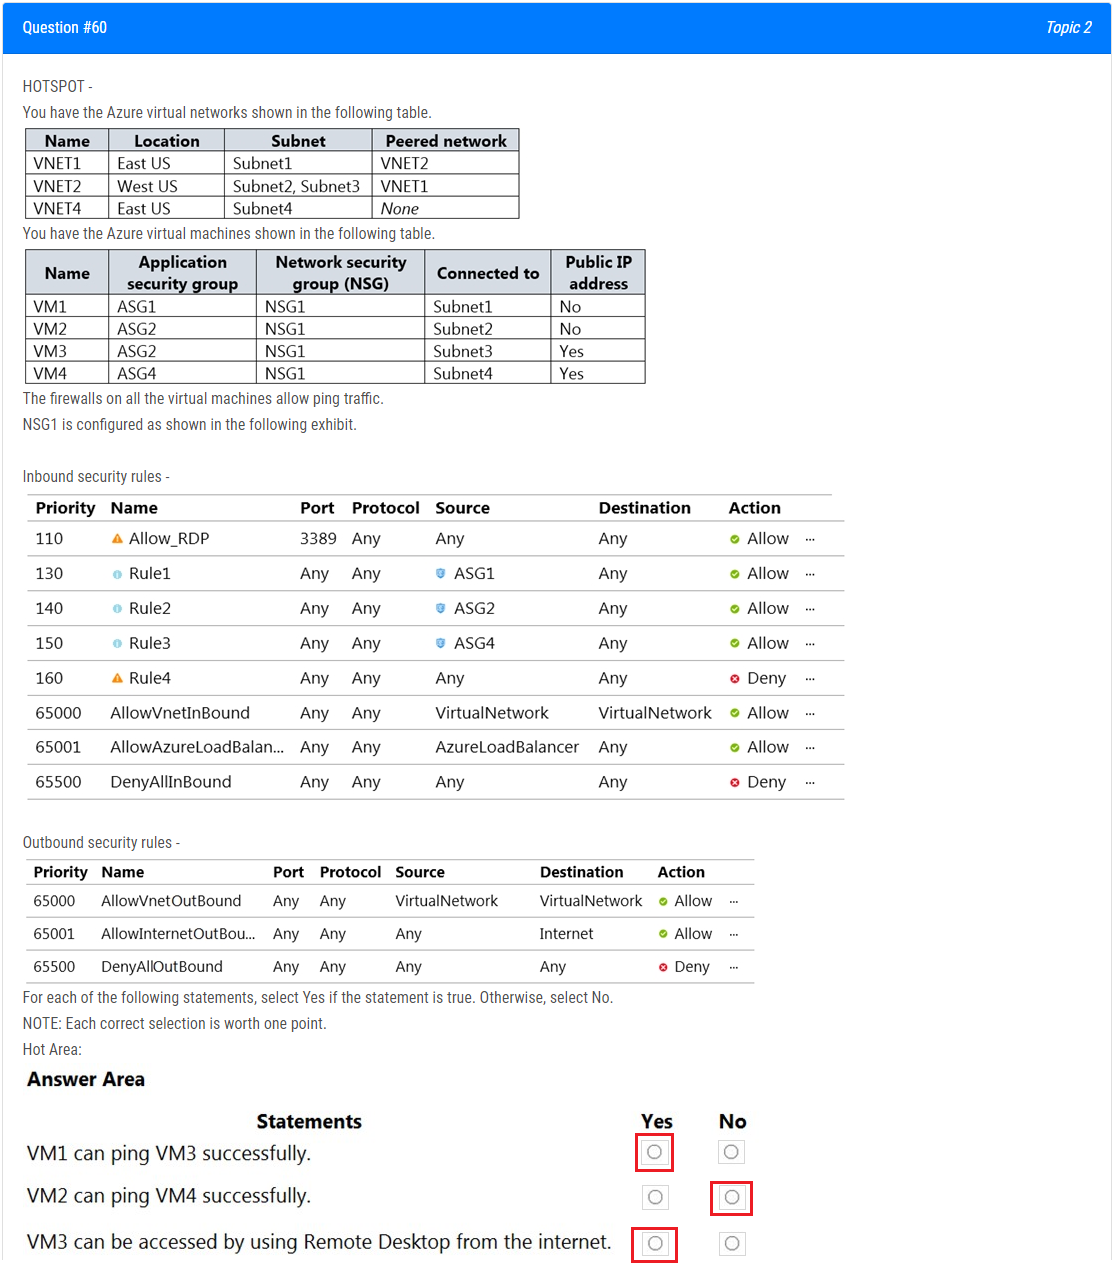 Question #60 Topic 2
HOTSPOT -
You have the Azure virtual networks shown in the following table.
Name Location Subnet Peered network
VNET1 East US Subnet1 VNET2
VNET2 West US Subnet2, Subnet3 VNET1
VNET4 East US Subnet4 None
You have the Azure virtual machines shown in the following table.
Name Application security group Network security group (NSG) Connected to Public IP address
VM1 ASG1 NSG1 Subnet1 No
VM2 ASG2 NSG1 Subnet2 No
VM3 ASG2 NSG1 Subnet3 Yes
VM4 ASG4 NSG1 Subnet4 Yes
The firewalls on all the virtual machines allow ping traffic.
NSG1 is configured as shown in the following exhibit.
Inbound security rules -
Priority Name Port Protocol Source Destination Action
110 Allow_RDP 3389 Any Any Any Allow ...
130 Rule1 Any Any ASG1 Any Allow ...
140 Rule2 Any Any ASG2 Any Allow ...
150 Rule3 Any Any ASG4 Any Allow ...
160 Rule4 Any Any Any Any Deny ...
65000 AllowVnetInBound Any Any VirtualNetwork VirtualNetwork Allow ...
65001 AllowAzureLoadBalan... Any Any AzureLoadBalancer Any Allow ...
65500 DenyAllInBound Any Any Any Any Deny ...
Outbound security rules -
Priority Name Port Protocol Source Destination Action
65000 AllowVnetOutBound Any Any VirtualNetwork VirtualNetwork Allow ...
65001 AllowInternetOutBou... Any Any Any Internet Allow ...
65500 DenyAllOutBound Any Any Any Any Deny ...
For each of the following statements, select Yes if the statement is true. Otherwise, select No.
NOTE: Each correct selection is worth one point.
Hot Area:
Answer Area
Statements Yes No
VM1 can ping VM3 successfully.
VM2 can ping VM4 successfully.
VM3 can be accessed by using Remote Desktop from the internet.